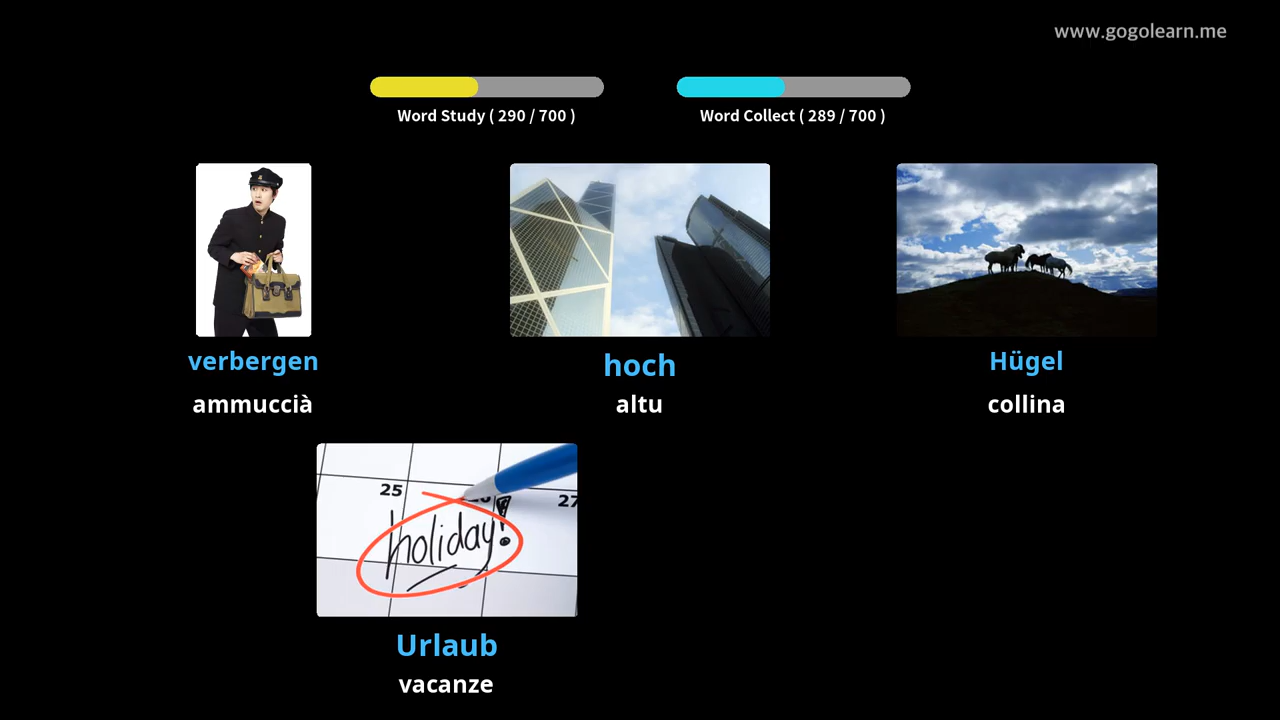 www.gogolearn.me
Word Study ( 290 / 700 )
Word Collect ( 289 / 700 )
verbergen
ammuccià
hoch
altu
Hügel
collina
25
27
holiday!
Urlaub
vacanze